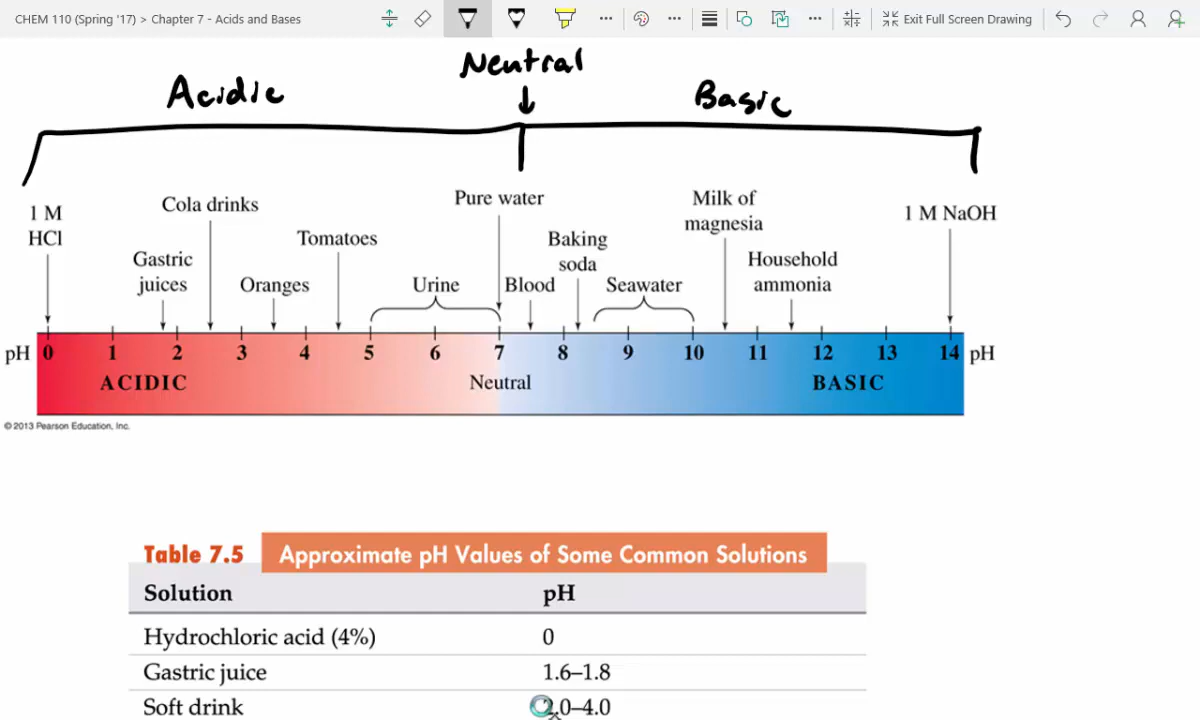 CHEM 110 (Spring '17) > Chapter 7 - Acids and Bases
Exit Full Screen Drawing
Neutral
Acidic
Basic
1 M
HCl
Gastric
juices
Cola drinks
Oranges
Tomatoes
Urine
Pure water
Blood
Baking
soda
Seawater
Milk of
magnesia
Household
ammonia
1 M NaOH
pH 0 1 2 3 4 5 6 7 8 9 10 11 12 13 14 pH
ACIDIC Neutral BASIC
© 2013 Pearson Education, Inc.
Table 7.5 Approximate pH Values of Some Common Solutions
Solution pH
Hydrochloric acid (4%) 0
Gastric juice 1.6–1.8
Soft drink 2.0–4.0